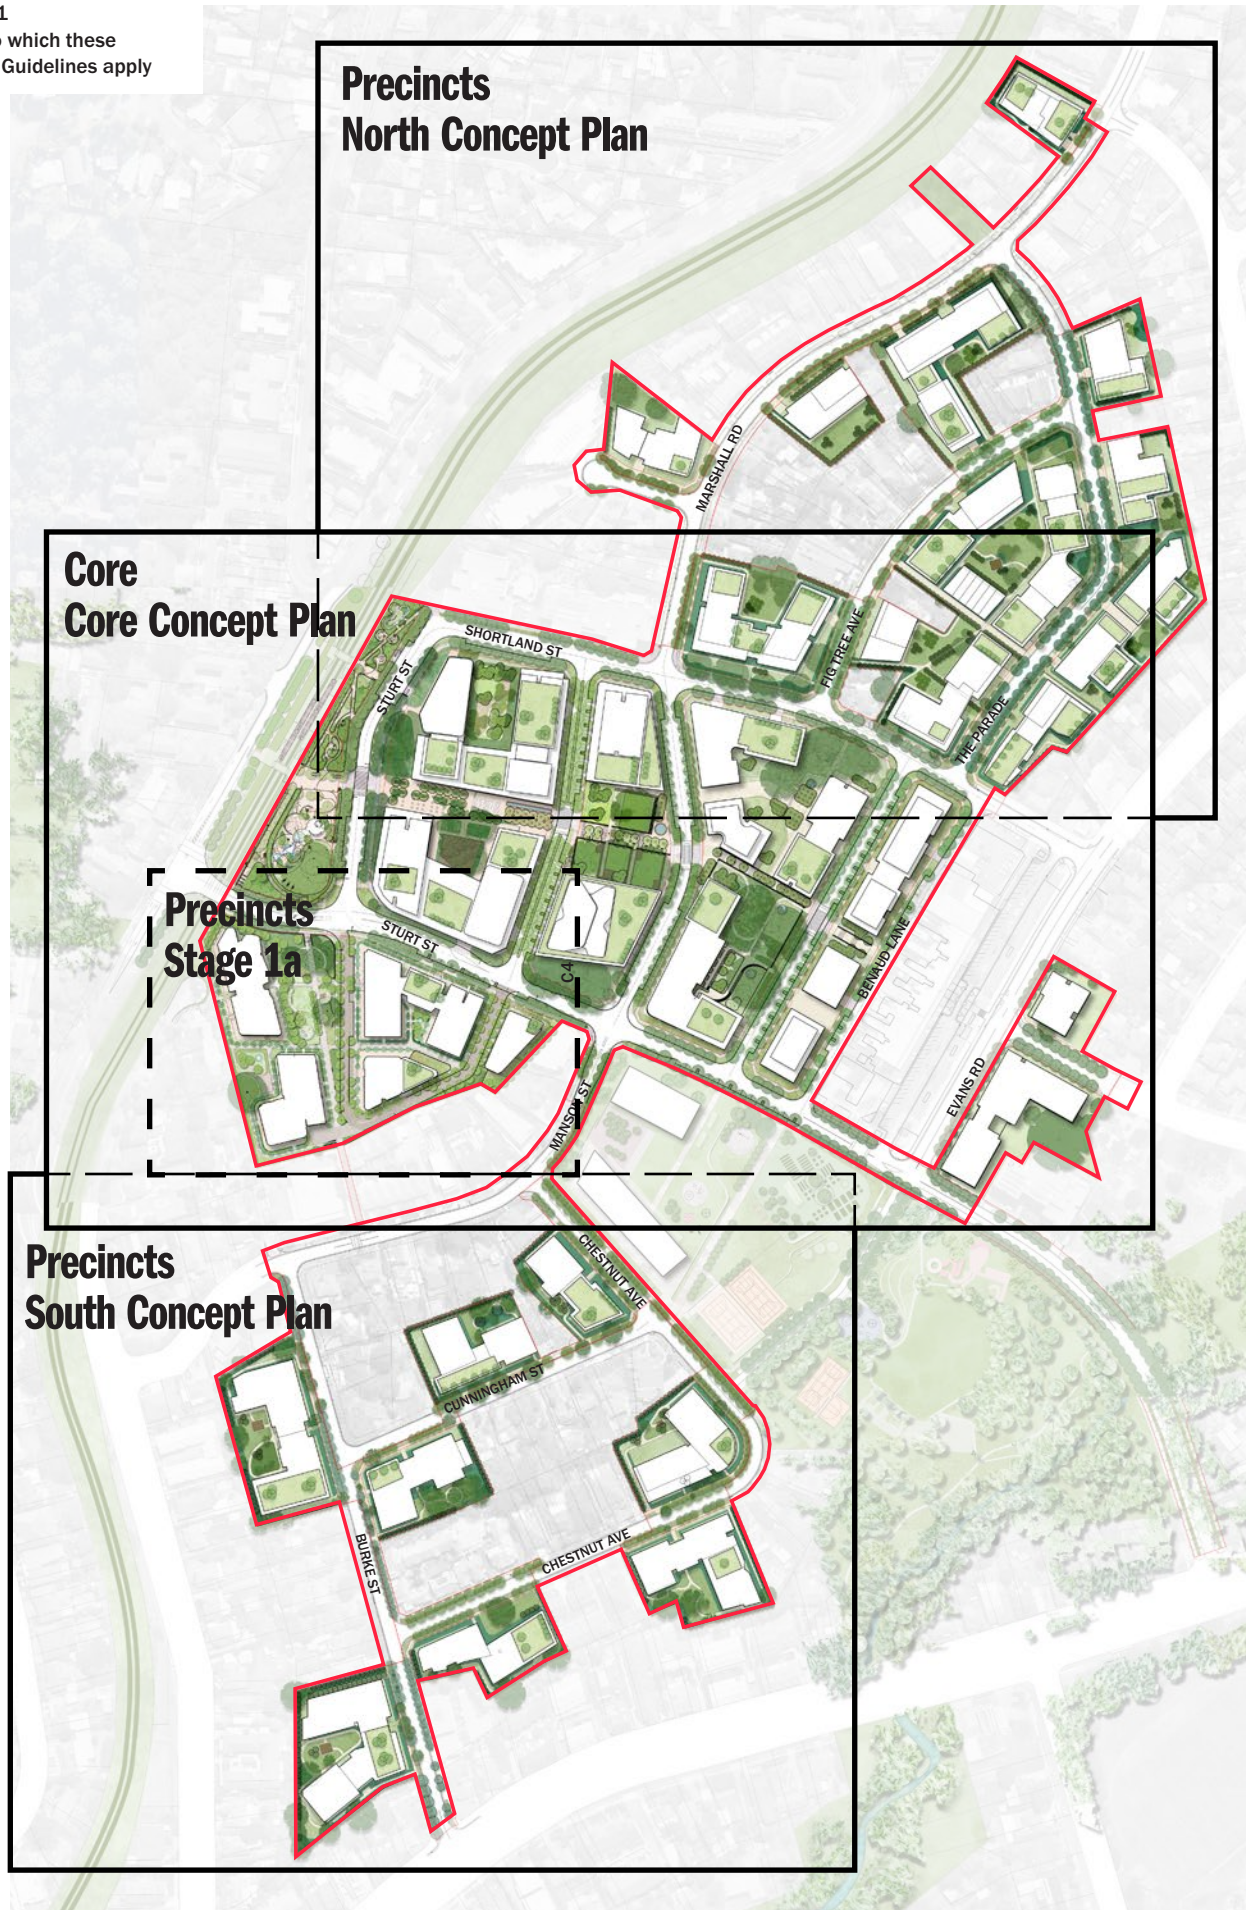 1
which these
Guidelines apply
Precincts
North Concept Plan
MARSHALL RD
Core
Core Concept Plan
SHORTLAND ST
STURT ST
FIG TREE AVE
THE PARADE
Precincts
Stage 1a
STURT ST
C4
BENAUD LANE
EVANS RD
MANSON ST
Precincts
South Concept Plan
CHESTNUT AVE
CUNNINGHAM ST
BURKE ST
CHESTNUT AVE